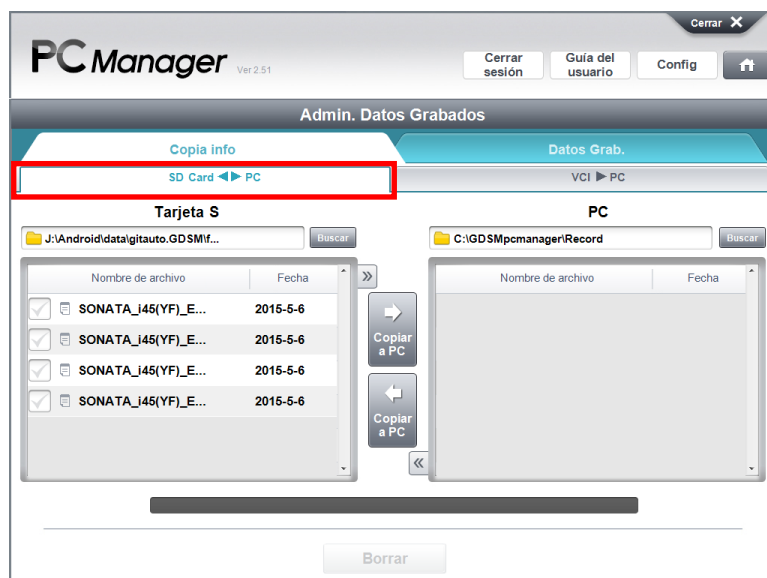 Cerrar X
PC Manager Ver 2.51
Cerrar sesión
Guía del usuario
Config
Admin. Datos Grabados
Copia info
Datos Grab.
SD Card ◀▶ PC
VCI ▶ PC
Tarjeta S
PC
J:\Android\data\gitauto.GDSM\f...
Buscar
C:\GDSMpcmanager\Record
Buscar
Nombre de archivo
Fecha
Nombre de archivo
Fecha
SONATA_i45(YF)_E... 2015-5-6
SONATA_i45(YF)_E... 2015-5-6
SONATA_i45(YF)_E... 2015-5-6
SONATA_i45(YF)_E... 2015-5-6
Copiar
a PC
Copiar
a PC
Borrar